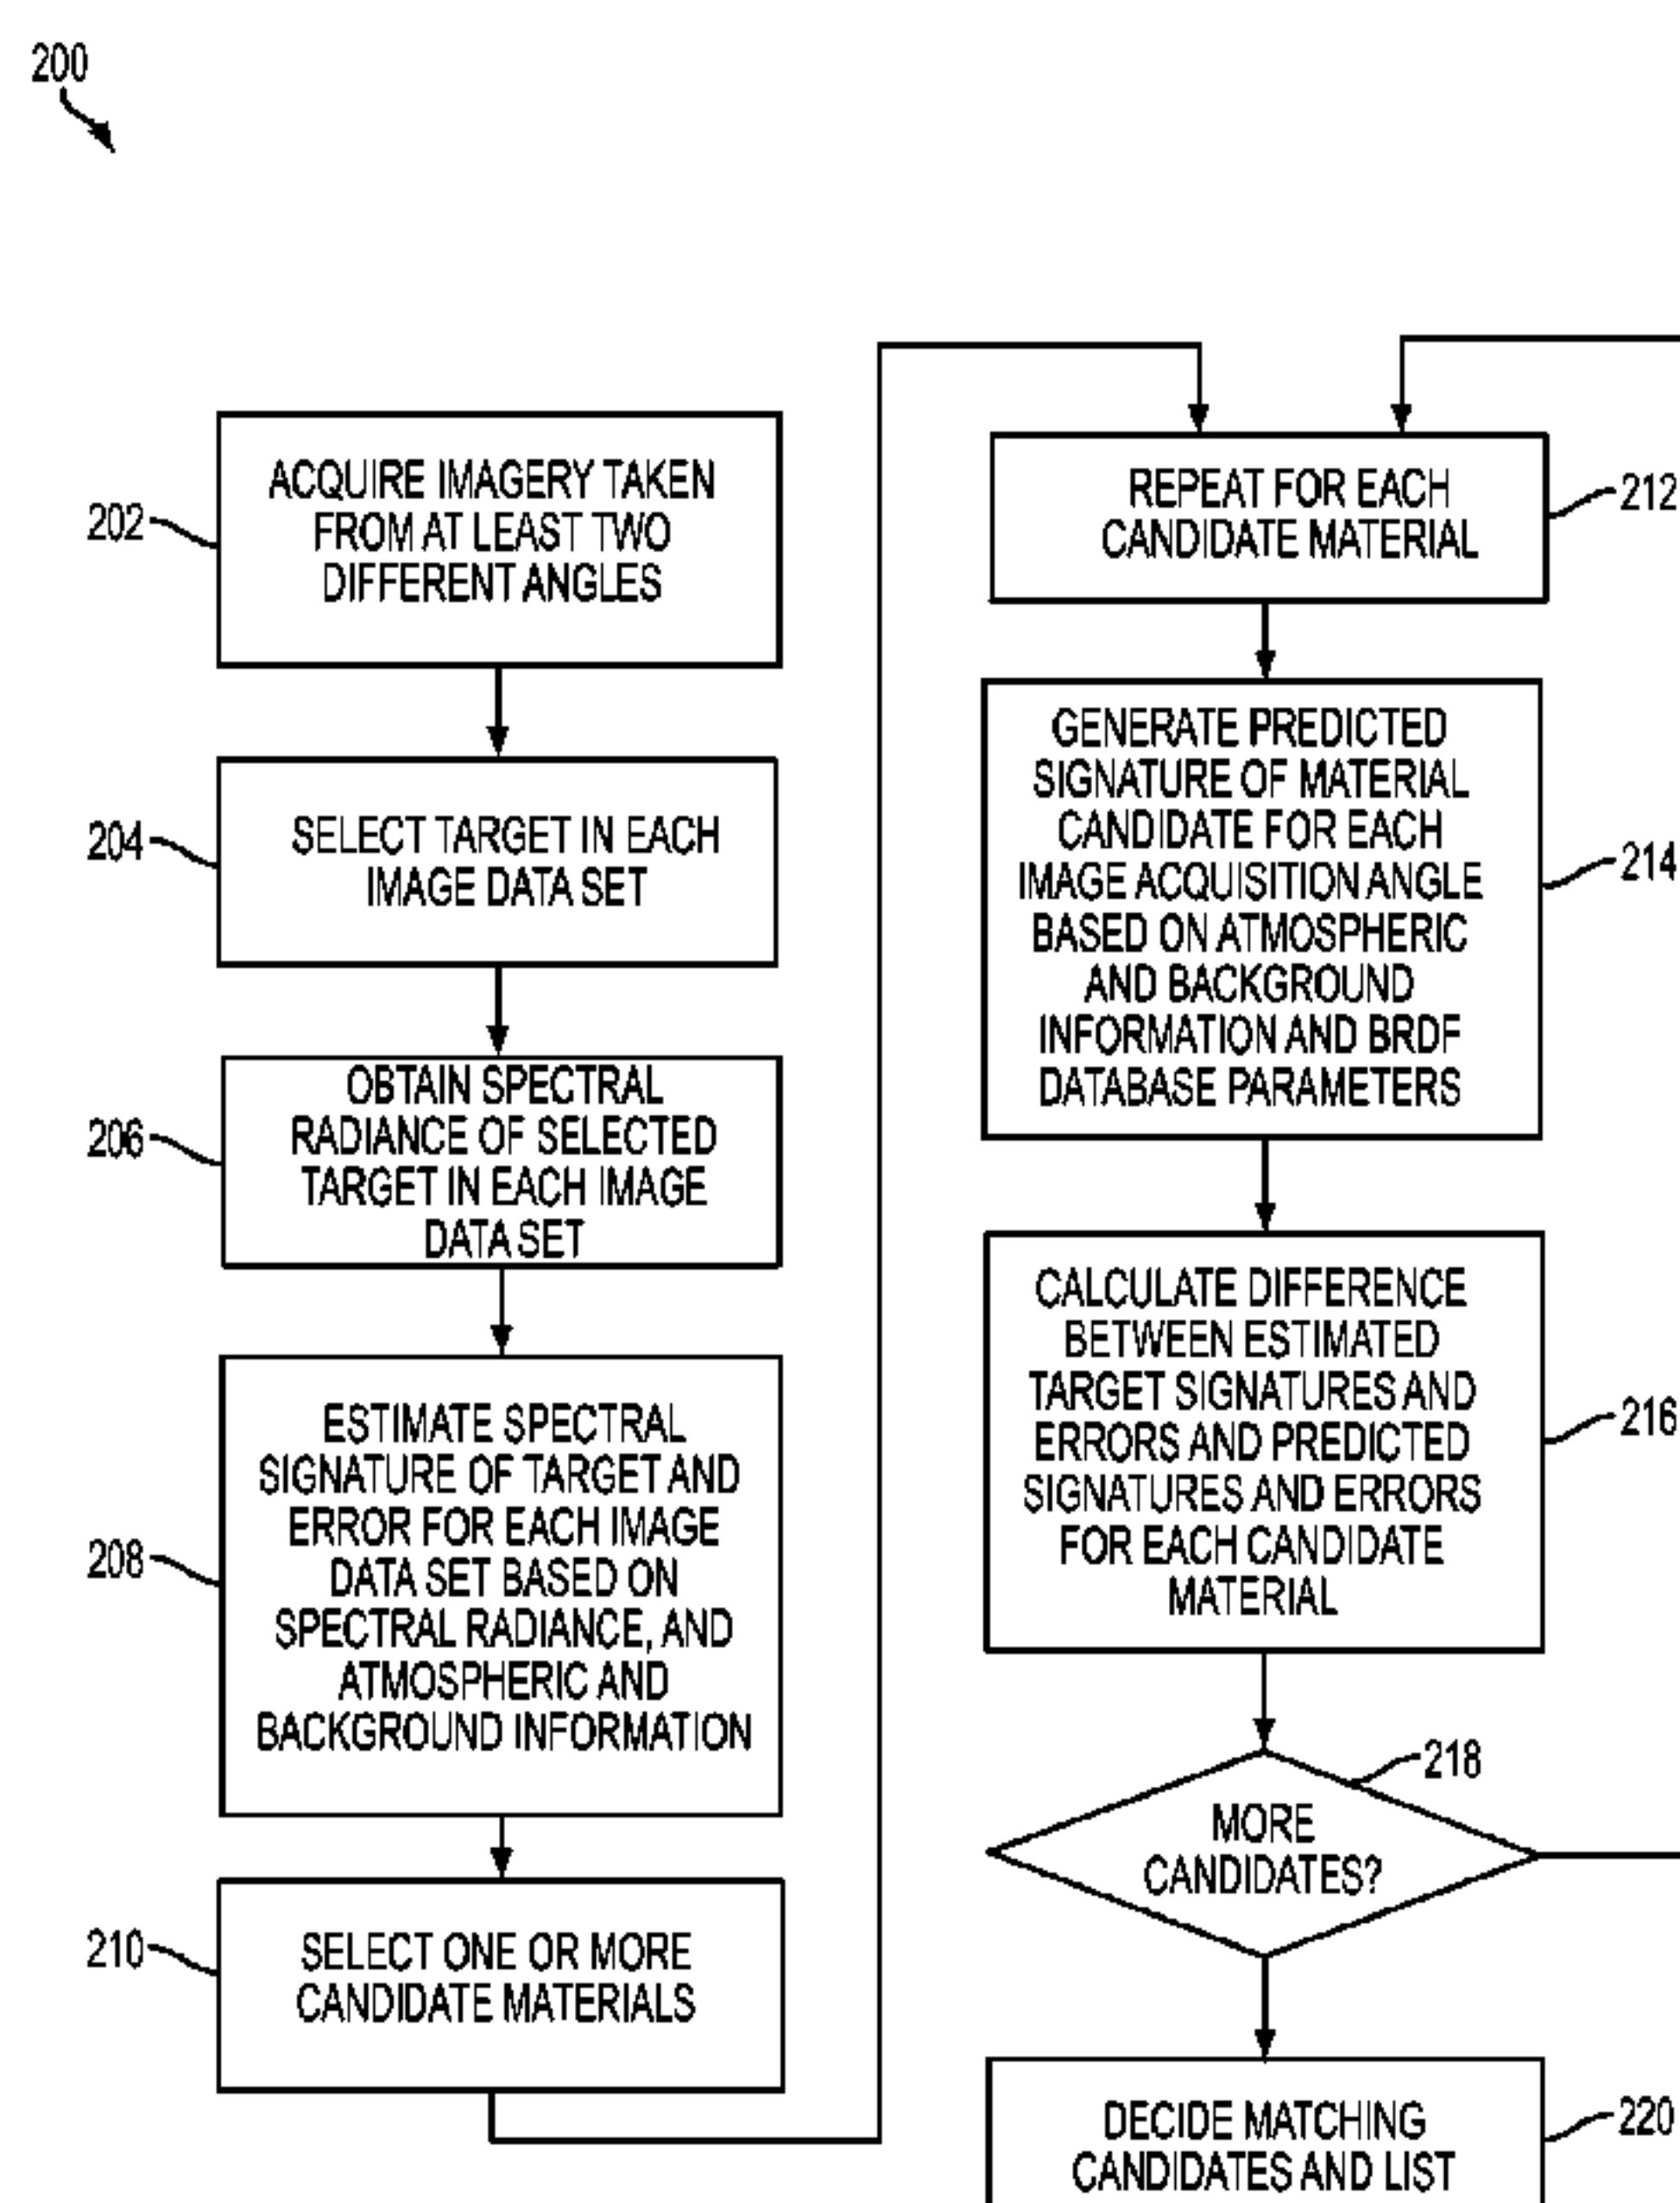 200
202
ACQUIRE IMAGERY TAKEN
FROM AT LEAST TWO
DIFFERENT ANGLES
204
SELECT TARGET IN EACH
IMAGE DATA SET
206
OBTAIN SPECTRAL
RADIANCE OF SELECTED
TARGET IN EACH IMAGE
DATA SET
208
ESTIMATE SPECTRAL
SIGNATURE OF TARGET AND
ERROR FOR EACH IMAGE
DATA SET BASED ON
SPECTRAL RADIANCE, AND
ATMOSPHERIC AND
BACKGROUND INFORMATION
210
SELECT ONE OR MORE
CANDIDATE MATERIALS
REPEAT FOR EACH
CANDIDATE MATERIAL
212
GENERATE PREDICTED
SIGNATURE OF MATERIAL
CANDIDATE FOR EACH
IMAGE ACQUISITION ANGLE
BASED ON ATMOSPHERIC
AND BACKGROUND
INFORMATION AND BRDF
DATABASE PARAMETERS
214
CALCULATE DIFFERENCE
BETWEEN ESTIMATED
TARGET SIGNATURES AND
ERRORS AND PREDICTED
SIGNATURES AND ERRORS
FOR EACH CANDIDATE
MATERIAL
216
218
MORE
CANDIDATES?
DECIDE MATCHING
CANDIDATES AND LIST
220